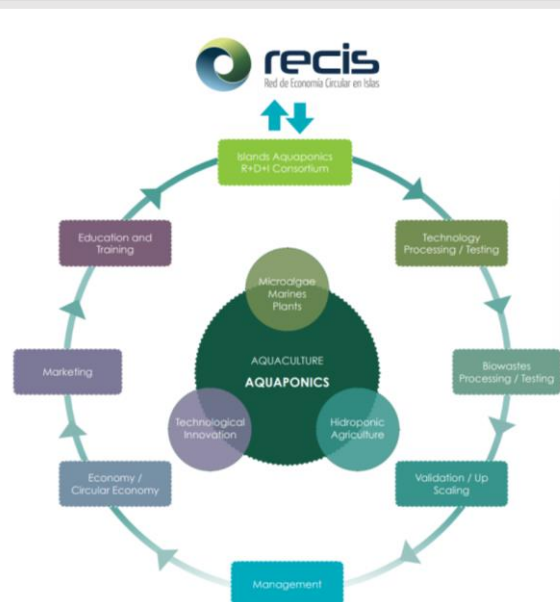 recis
Red de Economía Circular en Islas
Islands Aquaponics
R+D+I Consortium
Education and
Training
Technology
Processing / Testing
Microalgae
Marines
Plants
AQUACULTURE
AQUAPONICS
Marketing
Biowastes
Processing / Testing
Technological
Innovation
Hidroponic
Agriculture
Economy /
Circular Economy
Validation / Up
Scaling
Management